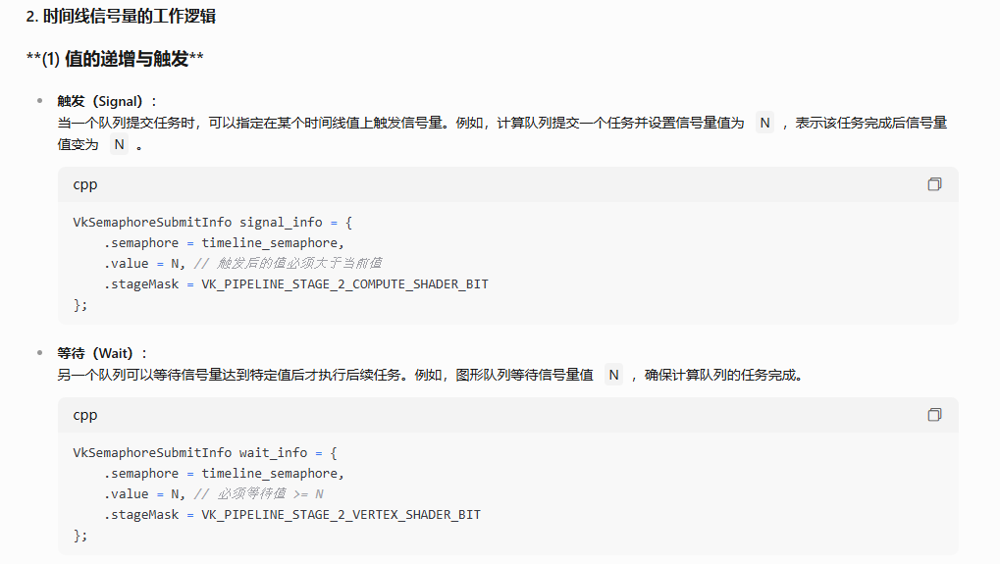 2. 时间线信号量的工作逻辑
**(1) 值的递增与触发**
触发（Signal）：
当一个队列提交任务时，可以指定在某个时间线值上触发信号量。例如，计算队列提交一个任务并设置信号量值为 N ，表示该任务完成后信号量
值变为 N 。
cpp
VkSemaphoreSubmitInfo signal_info = {
    .semaphore = timeline_semaphore,
    .value = N, // 触发后的值必须大于当前值
    .stageMask = VK_PIPELINE_STAGE_2_COMPUTE_SHADER_BIT
};
等待（Wait）：
另一个队列可以等待信号量达到特定值后才执行后续任务。例如，图形队列等待信号量值 N ，确保计算队列的任务完成。
cpp
VkSemaphoreSubmitInfo wait_info = {
    .semaphore = timeline_semaphore,
    .value = N, // 必须等待值 >= N
    .stageMask = VK_PIPELINE_STAGE_2_VERTEX_SHADER_BIT
};